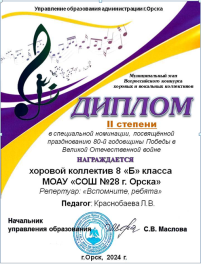 Управление образования администрации г.Орска
Муниципальный этап
Всероссийского конкурса
хоровых и вокальных коллективов
ДИПЛОМ
II степени
в специальной номинации, посвящённой
празднованию 80-й годовщины Победы в
Великой Отечественной войне
НАГРАЖДАЕТСЯ
хоровой коллектив 8 «Б» класса
МОАУ «СОШ №28 г. Орска»
Репертуар: «Вспомните, ребята»
Педагог: Краснобаева Л.В.
Начальник
управления образования
С.В. Маслова
г.Орск, 2024 г.